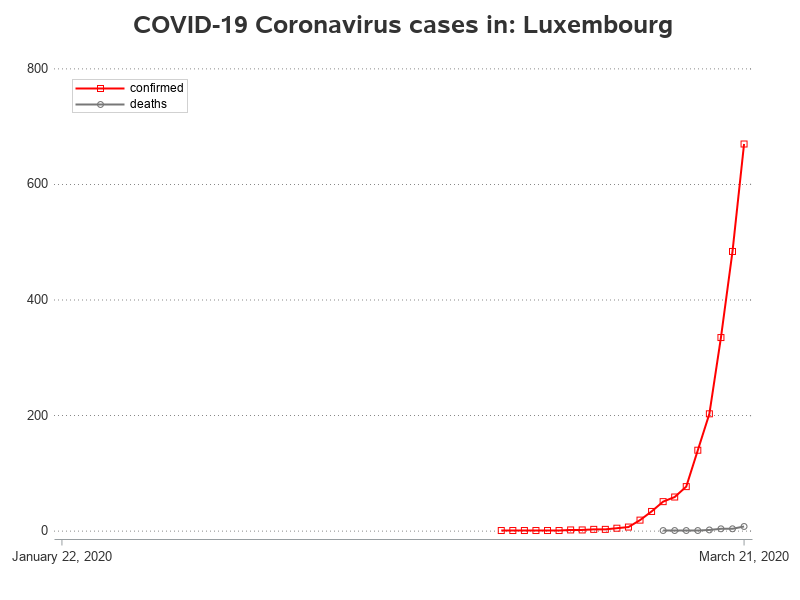 COVID-19 Coronavirus cases in: Luxembourg
800
confirmed
deaths
600
400
200
0
January 22, 2020
March 21, 2020